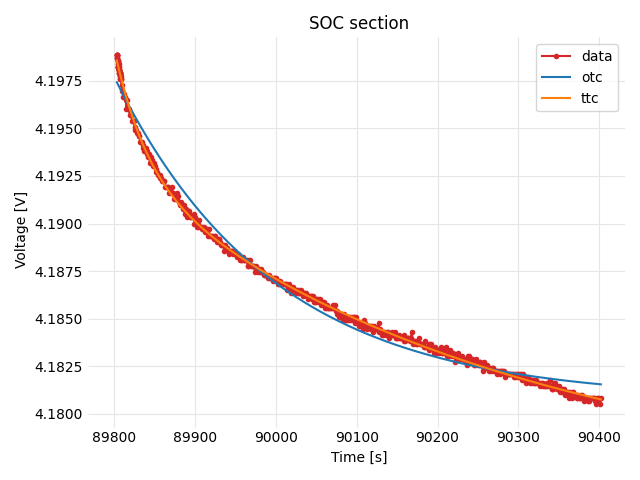 SOC section
data
otc
ttc
Voltage [V]
4.1975
4.1950
4.1925
4.1900
4.1875
4.1850
4.1825
4.1800
89800 89900 90000 90100 90200 90300 90400
Time [s]